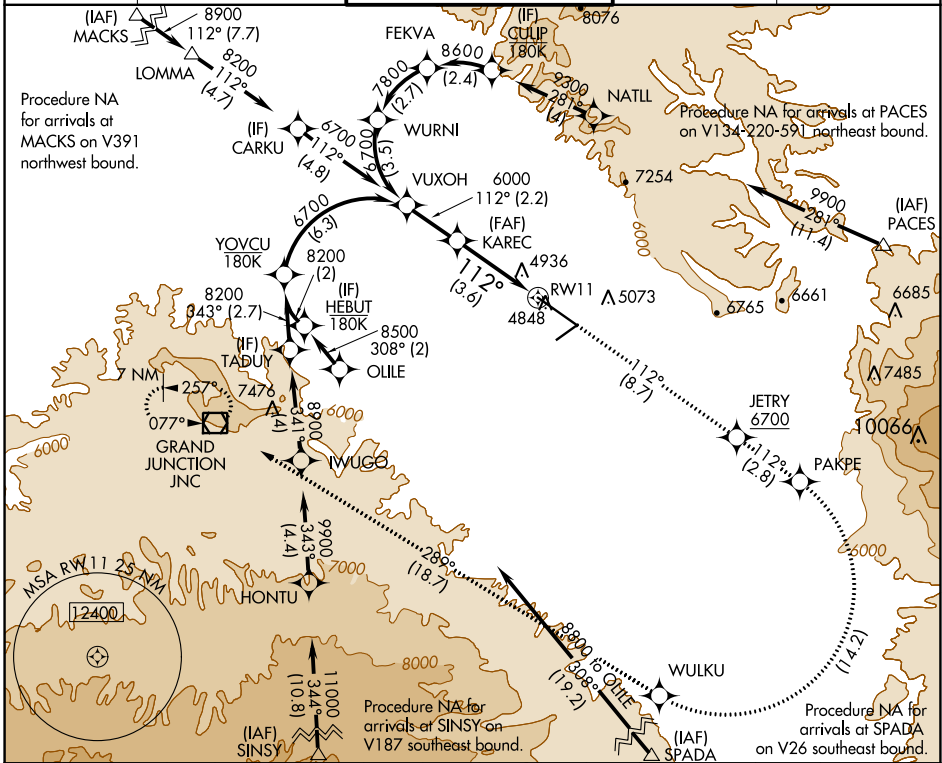 (IAF)
MACKS
8900
112° (7.7)
LOMMA
8200
112°
(4.7)
Procedure NA
for arrivals at
MACKS on V391
northwest bound.
(IF)
CARKU
6700
112°
(4.8)
FEKVA
7800
(2.7)
8600
(2.4)
(IF)
CULIP
180K
8076
9300
281°
(4)
NATLL
WURNI
6700
(3.5)
Procedure NA for arrivals at PACES
on V134-220-591 northeast bound.
7254
6000
VUXOH
6000
112° (2.2)
(FAF)
KAREC
112°
(3.6)
9900
281°
(11.4)
(IAF)
PACES
6700
(6.3)
YOVCU
180K
8200
(2)
(IF)
HEBUT
180K
8200
343° (2.7)
(IF)
TADUY
8500
308° (2)
OLILE
4936
RW11
4848
5073
6765
6661
6685
7485
10066
7 NM
257°
077°
7476
6000
GRAND
JUNCTION
JNC
8900
341°
(4)
IWUGO
6000
112°
(8.7)
JETRY
6700
112°
(2.8)
PAKPE
6000
(14.2)
9900
343°
(4.4)
7000
HONTU
289°
(18.7)
MSA RW11 25 NM
12400
6000
8000
11000
344°
(10.8)
(IAF)
SINSY
Procedure NA for
arrivals at SINSY on
V187 southeast bound.
8800 to OLILE
308°
(19.2)
WULKU
(IAF)
SPADA
Procedure NA for
arrivals at SPADA
on V26 southeast bound.